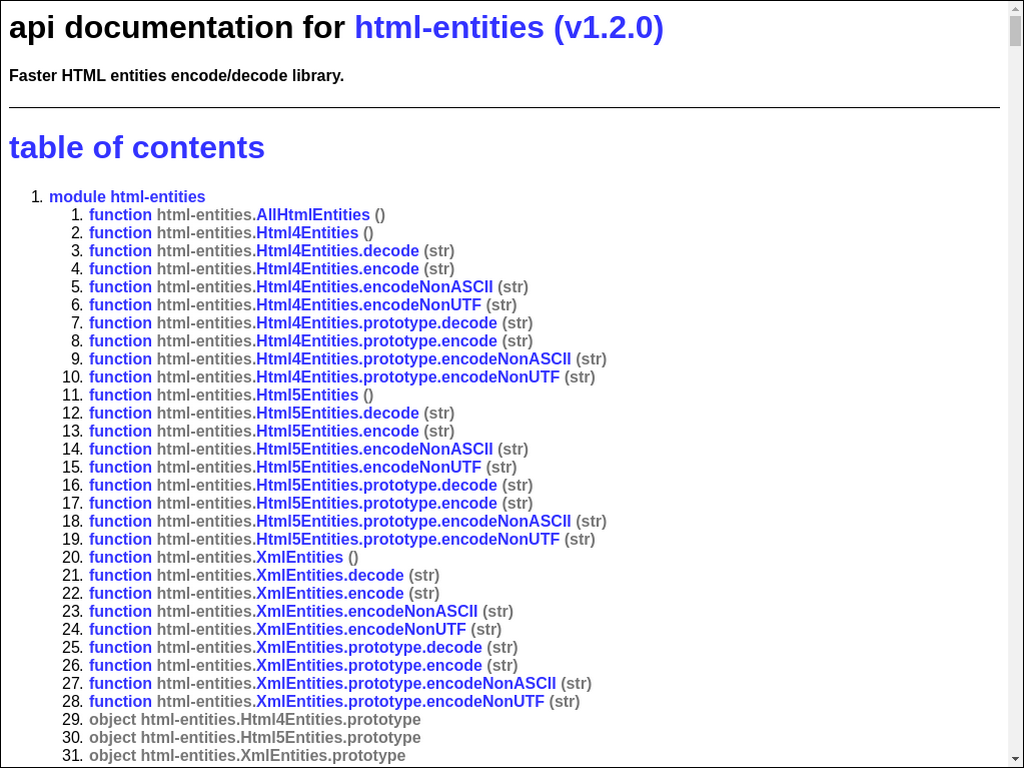 api documentation for html-entities (v1.2.0)
Faster HTML entities encode/decode library.
table of contents
1. module html-entities
1. function html-entities.AllHtmlEntities ()
2. function html-entities.Html4Entities ()
3. function html-entities.Html4Entities.decode (str)
4. function html-entities.Html4Entities.encode (str)
5. function html-entities.Html4Entities.encodeNonASCII (str)
6. function html-entities.Html4Entities.encodeNonUTF (str)
7. function html-entities.Html4Entities.prototype.decode (str)
8. function html-entities.Html4Entities.prototype.encode (str)
9. function html-entities.Html4Entities.prototype.encodeNonASCII (str)
10. function html-entities.Html4Entities.prototype.encodeNonUTF (str)
11. function html-entities.Html5Entities ()
12. function html-entities.Html5Entities.decode (str)
13. function html-entities.Html5Entities.encode (str)
14. function html-entities.Html5Entities.encodeNonASCII (str)
15. function html-entities.Html5Entities.encodeNonUTF (str)
16. function html-entities.Html5Entities.prototype.decode (str)
17. function html-entities.Html5Entities.prototype.encode (str)
18. function html-entities.Html5Entities.prototype.encodeNonASCII (str)
19. function html-entities.Html5Entities.prototype.encodeNonUTF (str)
20. function html-entities.XmlEntities ()
21. function html-entities.XmlEntities.decode (str)
22. function html-entities.XmlEntities.encode (str)
23. function html-entities.XmlEntities.encodeNonASCII (str)
24. function html-entities.XmlEntities.encodeNonUTF (str)
25. function html-entities.XmlEntities.prototype.decode (str)
26. function html-entities.XmlEntities.prototype.encode (str)
27. function html-entities.XmlEntities.prototype.encodeNonASCII (str)
28. function html-entities.XmlEntities.prototype.encodeNonUTF (str)
29. object html-entities.Html4Entities.prototype
30. object html-entities.Html5Entities.prototype
31. object html-entities.XmlEntities.prototype